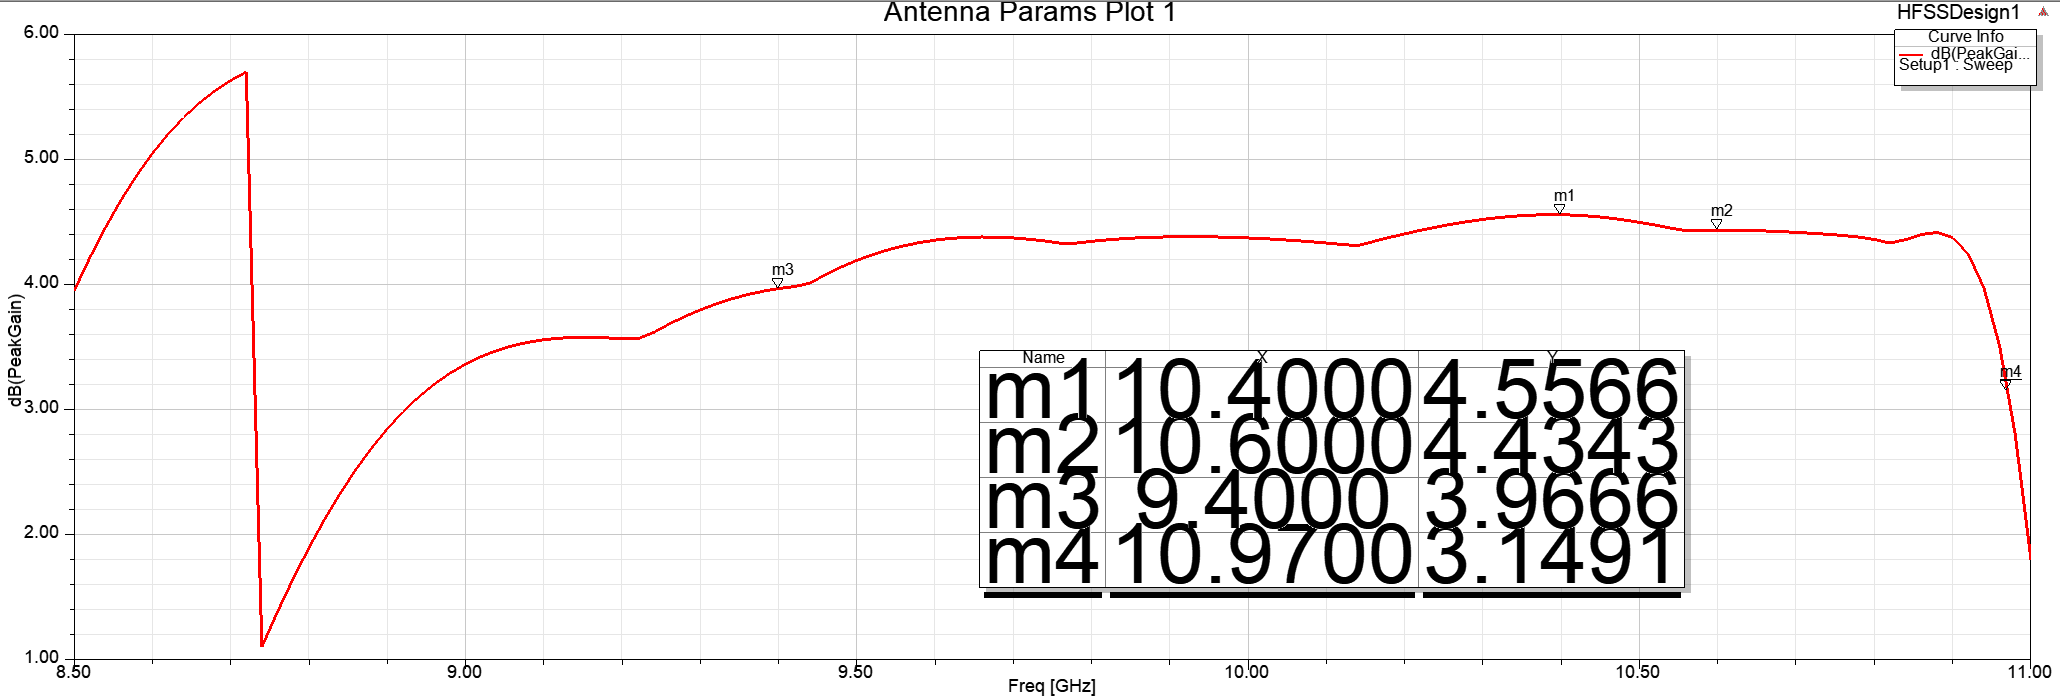 Antenna Params Plot 1
HFSSDesign1
Curve Info
dB(PeakGai...
Setup1 : Sweep
6.00
5.00
4.00
3.00
2.00
1.00
dB(PeakGain)
m1
m2
m3
m4
Name X Y
m1 10.4000 4.5566
m2 10.6000 4.4343
m3 9.4000 3.9666
m4 10.9700 3.1491
8.50 9.00 9.50 10.00 10.50 11.00
Freq [GHz]